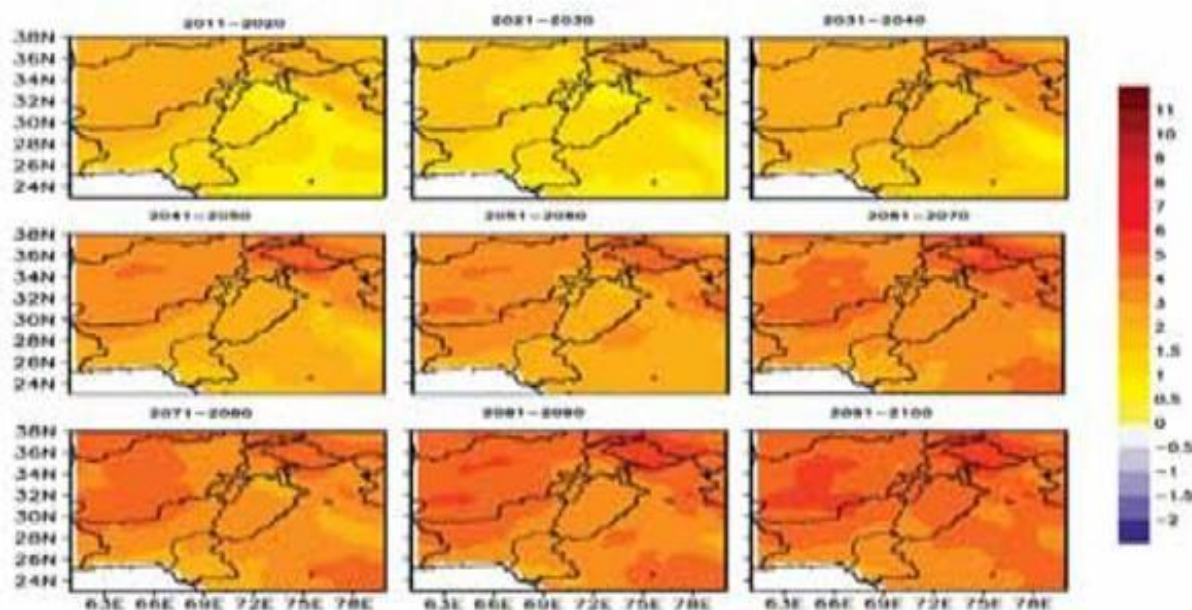 2011-2020 2021-2030 2031-2040
38N
36N
34N
32N
30N
28N
26N
24N
2041-2050 2051-2060 2061-2070
38N
36N
34N
32N
30N
28N
26N
24N
2071-2080 2081-2090 2091-2100
38N
36N
34N
32N
30N
28N
26N
24N
63E 66E 69E 72E 75E 78E 63E 66E 69E 72E 75E 78E 63E 66E 69E 72E 75E 78E
11
10
9
8
7
6
5
4
3
2
1.5
1
0.5
0
-0.5
-1
-1.5
-2